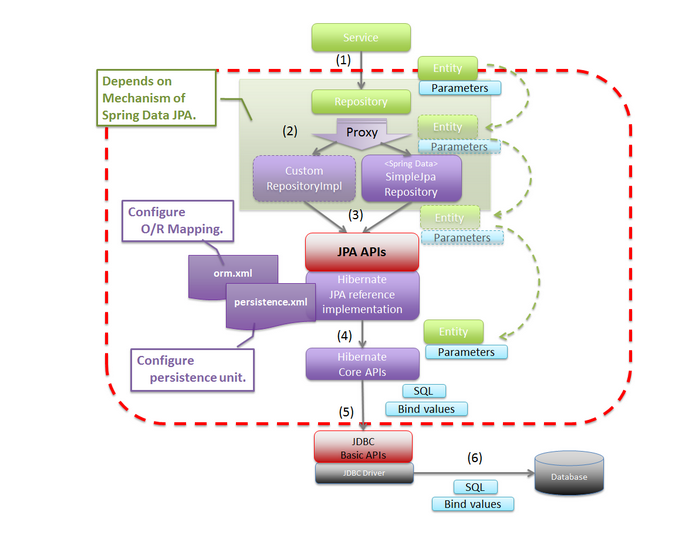 Service
(1)
Entity
Parameters
Depends on
Mechanism of
Spring Data JPA.
Repository
(2)
Proxy
Entity
Parameters
Custom
RepositoryImpl
<Spring Data>
SimpleJpa
Repository
(3)
Entity
Parameters
Configure
O/R Mapping.
JPA APIs
orm.xml
Hibernate
JPA reference
implementation
persistence.xml
(4)
Entity
Parameters
Configure
persistence unit.
Hibernate
Core APIs
SQL
Bind values
(5)
JDBC
Basic APIs
JDBC Driver
(6)
Database
SQL
Bind values